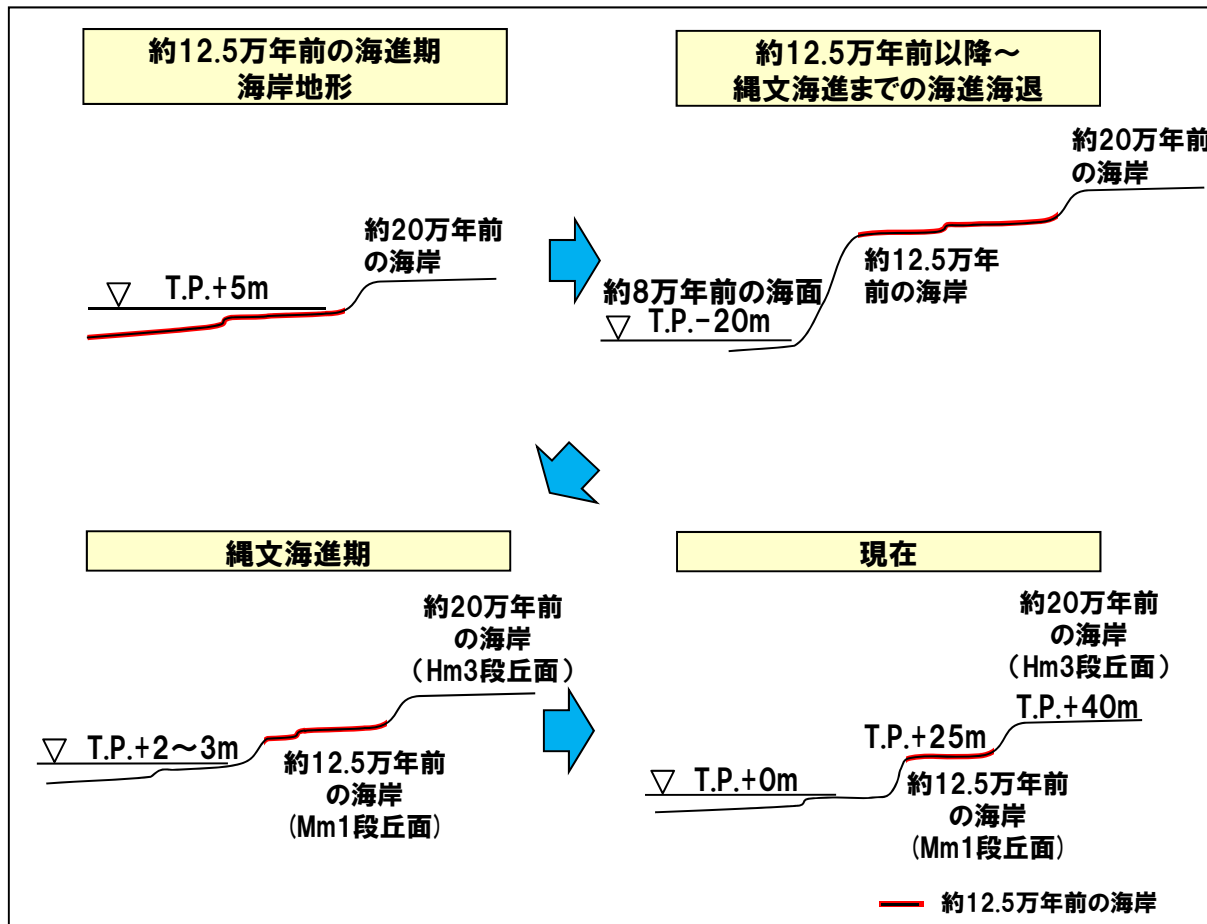 約12.5万年前の海進期
海岸地形
約20万年前
の海岸
T.P.+5m
約12.5万年前以降～
縄文海進までの海進海退
約20万年前
の海岸
約12.5万年
前の海岸
約8万年前の海面
T.P.-20m
縄文海進期
約20万年前
の海岸
（Hm3段丘面）
T.P.+2～3m
約12.5万年前
の海岸
(Mm1段丘面)
現在
約20万年前
の海岸
（Hm3段丘面）
T.P.+40m
T.P.+25m
T.P.+0m
約12.5万年前
の海岸
(Mm1段丘面)
約12.5万年前の海岸